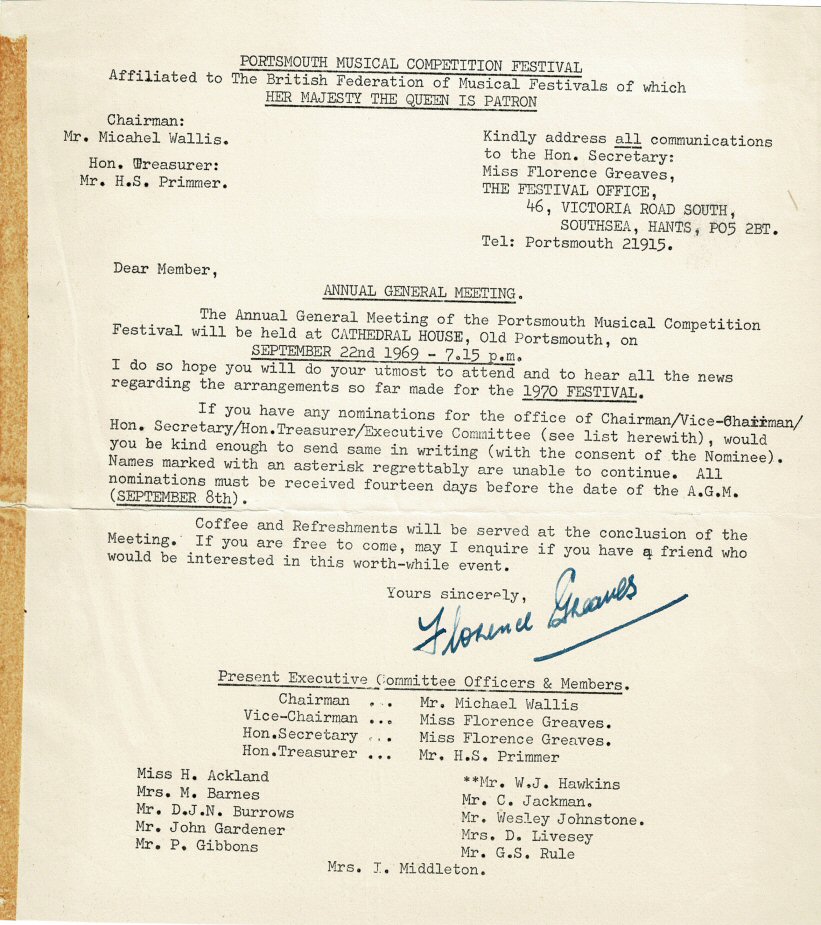 PORTSMOUTH MUSICAL COMPETITION FESTIVAL
Affiliated to The British Federation of Musical Festivals of which
HER MAJESTY THE QUEEN IS PATRON
Chairman:
Mr. Micahel Wallis.
Hon. Treasurer:
Mr. H.S. Primmer.
Kindly address all communications
to the Hon. Secretary:
Miss Florence Greaves,
THE FESTIVAL OFFICE,
46, VICTORIA ROAD SOUTH,
SOUTHSEA, HANTS, PO5 2BT.
Tel: Portsmouth 21915.
Dear Member,
ANNUAL GENERAL MEETING.
The Annual General Meeting of the Portsmouth Musical Competition
Festival will be held at CATHEDRAL HOUSE, Old Portsmouth, on
SEPTEMBER 22nd 1969 - 7.15 p.m.
I do so hope you will do your utmost to attend and to hear all the news
regarding the arrangements so far made for the 1970 FESTIVAL.
If you have any nominations for the office of Chairman/Vice-Chairman/
Hon. Secretary/Hon.Treasurer/Executive Committee (see list herewith), would
you be kind enough to send same in writing (with the consent of the Nominee).
Names marked with an asterisk regrettably are unable to continue. All
nominations must be received fourteen days before the date of the A.G.M.
(SEPTEMBER 8th).
Coffee and Refreshments will be served at the conclusion of the
Meeting. If you are free to come, may I enquire if you have a friend who
would be interested in this worth-while event.
Yours sincerely,
Florence Greaves
Present Executive Committee Officers & Members.
Chairman ... Mr. Michael Wallis
Vice-Chairman ... Miss Florence Greaves.
Hon.Secretary ... Miss Florence Greaves.
Hon.Treasurer ... Mr. H.S. Primmer
Miss H. Ackland
Mrs. M. Barnes
Mr. D.J.N. Burrows
Mr. John Gardener
Mr. P. Gibbons
**Mr. W.J. Hawkins
Mr. C. Jackman.
Mr. Wesley Johnstone.
Mrs. D. Livesey
Mr. G.S. Rule
Mrs. I. Middleton.